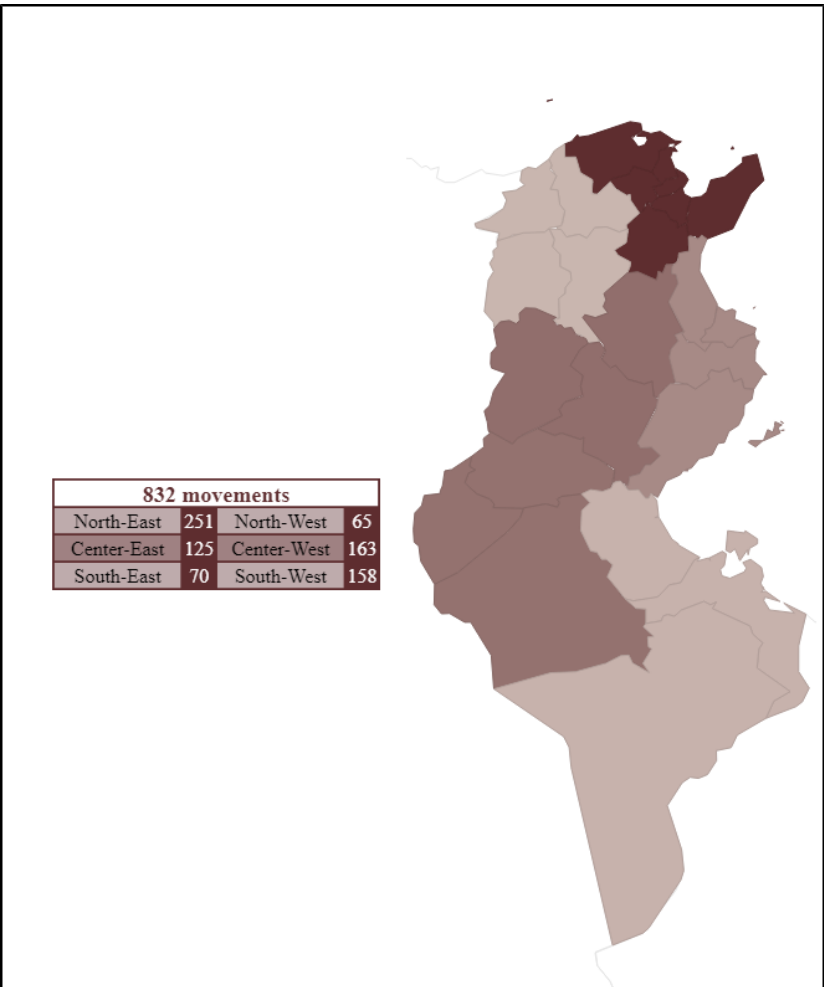 832 movements
North-East 251 North-West 65
Center-East 125 Center-West 163
South-East 70 South-West 158